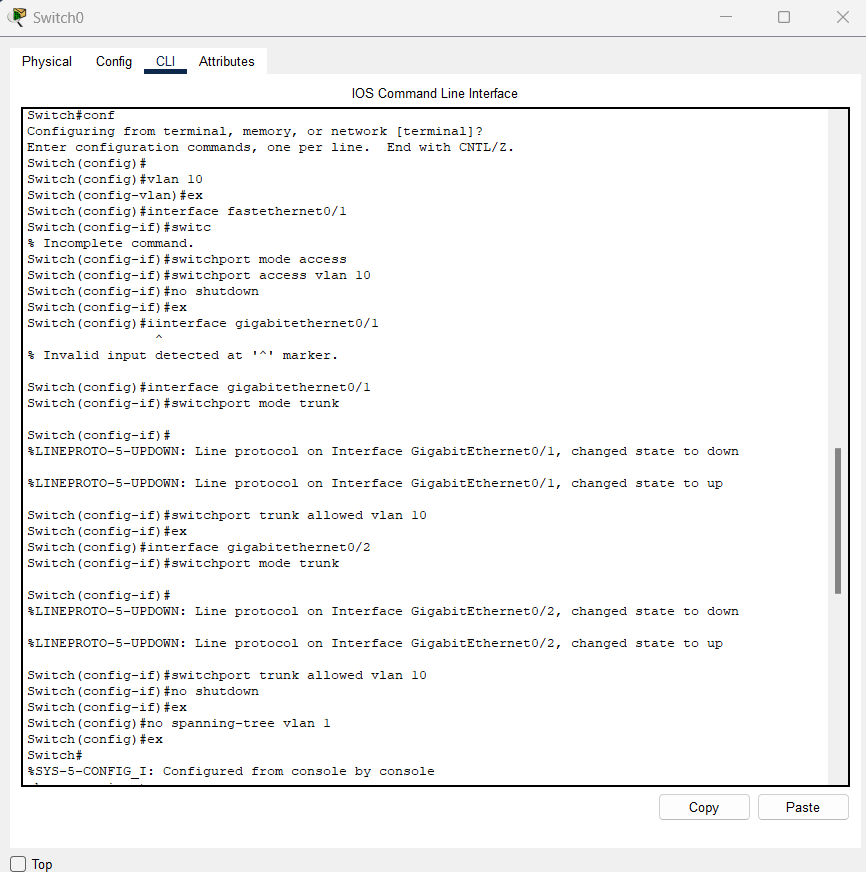 Switch0
Physical Config CLI Attributes
IOS Command Line Interface
Switch#conf
Configuring from terminal, memory, or network [terminal]?
Enter configuration commands, one per line.  End with CNTL/Z.
Switch(config)#
Switch(config)#vlan 10
Switch(config-vlan)#ex
Switch(config)#interface fastethernet0/1
Switch(config-if)#switc
% Incomplete command.
Switch(config-if)#switchport mode access
Switch(config-if)#switchport access vlan 10
Switch(config-if)#no shutdown
Switch(config-if)#ex
Switch(config)#iinterface gigabitethernet0/1
^
% Invalid input detected at '^' marker.
Switch(config)#interface gigabitethernet0/1
Switch(config-if)#switchport mode trunk
Switch(config-if)#
%LINEPROTO-5-UPDOWN: Line protocol on Interface GigabitEthernet0/1, changed state to down
%LINEPROTO-5-UPDOWN: Line protocol on Interface GigabitEthernet0/1, changed state to up
Switch(config-if)#switchport trunk allowed vlan 10
Switch(config-if)#ex
Switch(config)#interface gigabitethernet0/2
Switch(config-if)#switchport mode trunk
Switch(config-if)#
%LINEPROTO-5-UPDOWN: Line protocol on Interface GigabitEthernet0/2, changed state to down
%LINEPROTO-5-UPDOWN: Line protocol on Interface GigabitEthernet0/2, changed state to up
Switch(config-if)#switchport trunk allowed vlan 10
Switch(config-if)#no shutdown
Switch(config-if)#ex
Switch(config)#no spanning-tree vlan 1
Switch(config)#ex
Switch#
%SYS-5-CONFIG_I: Configured from console by console
Copy Paste
Top